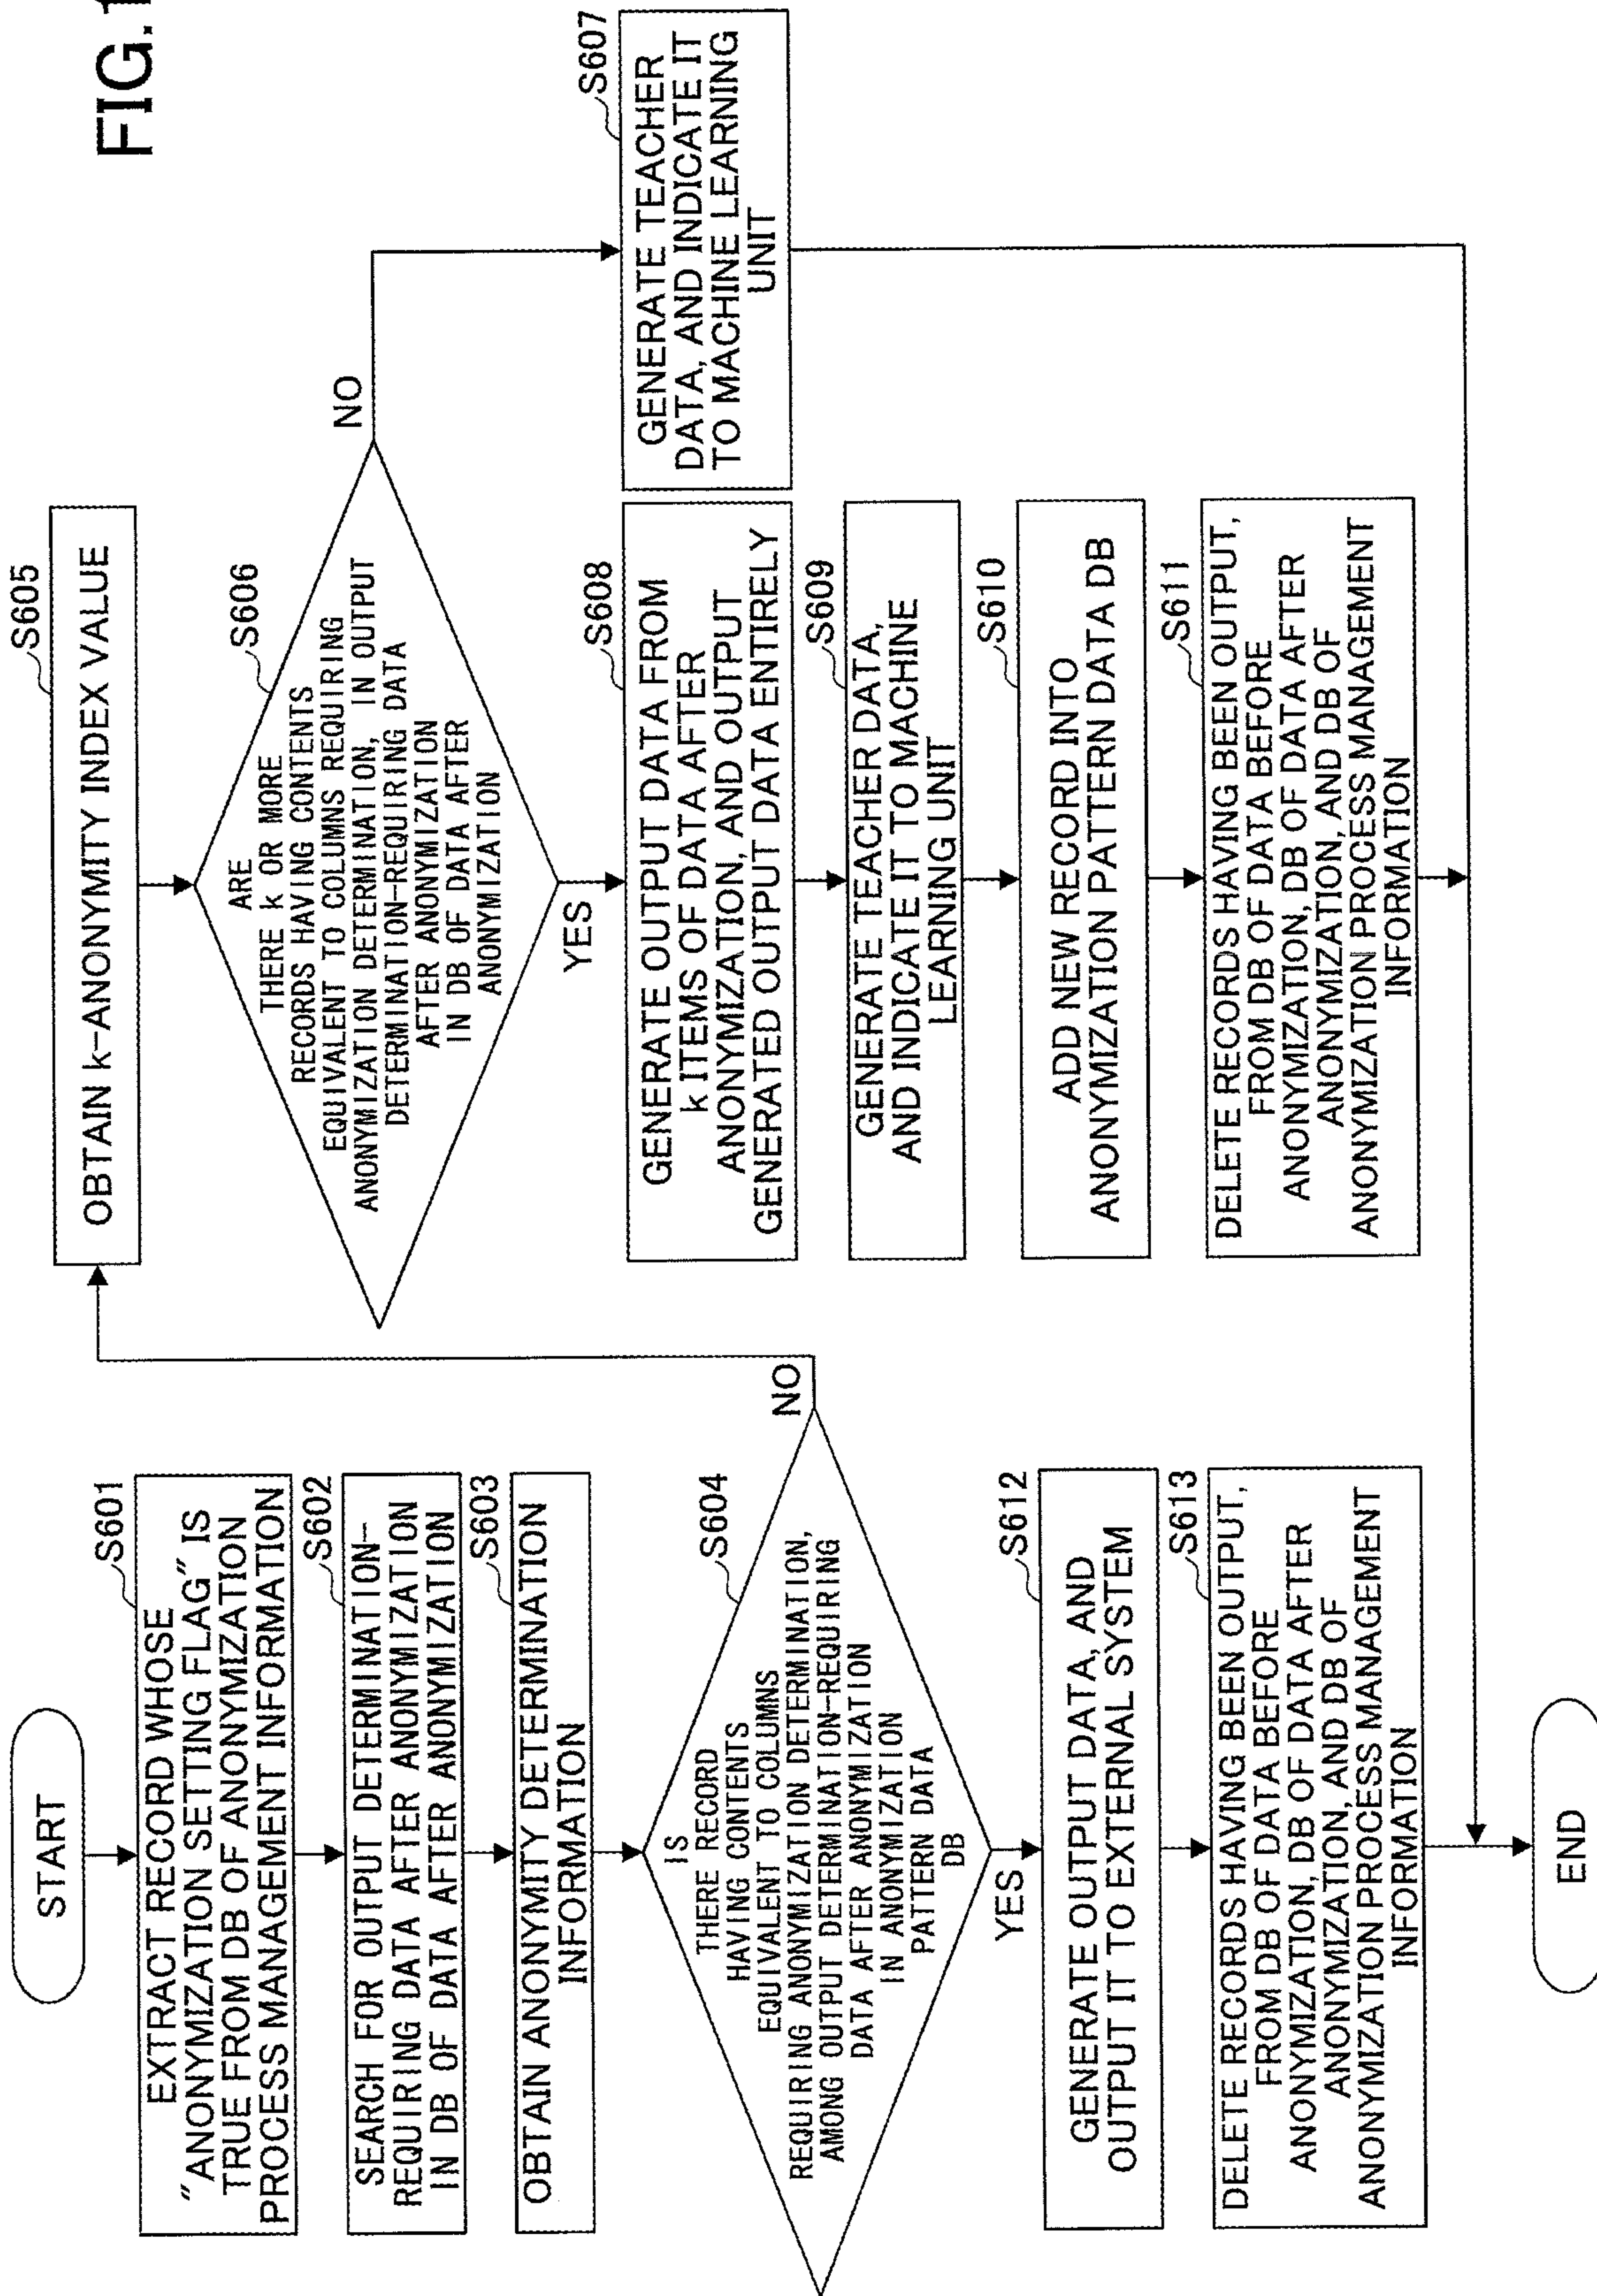 FIG.1
START
S601
EXTRACT RECORD WHOSE
"ANONYMIZATION SETTING FLAG" IS
TRUE FROM DB OF ANONYMIZATION
PROCESS MANAGEMENT INFORMATION
S602
SEARCH FOR OUTPUT DETERMINATION-
REQUIRING DATA AFTER ANONYMIZATION
IN DB OF DATA AFTER ANONYMIZATION
S603
OBTAIN ANONYMITY DETERMINATION
INFORMATION
S604
IS
THERE RECORD
HAVING CONTENTS
EQUIVALENT TO COLUMNS
REQUIRING ANONYMIZATION DETERMINATION,
AMONG OUTPUT DETERMINATION-REQUIRING
DATA AFTER ANONYMIZATION
IN ANONYMIZATION
PATTERN DATA
DB
NO
YES
S612
GENERATE OUTPUT DATA, AND
OUTPUT IT TO EXTERNAL SYSTEM
S613
DELETE RECORDS HAVING BEEN OUTPUT,
FROM DB OF DATA BEFORE
ANONYMIZATION, DB OF DATA AFTER
ANONYMIZATION, AND DB OF
ANONYMIZATION PROCESS MANAGEMENT
INFORMATION
END
S605
OBTAIN k-ANONYMITY INDEX VALUE
S606
ARE
THERE k OR MORE
RECORDS HAVING CONTENTS
EQUIVALENT TO COLUMNS REQUIRING
ANONYMIZATION DETERMINATION, IN OUTPUT
DETERMINATION-REQUIRING DATA
AFTER ANONYMIZATION
IN DB OF DATA AFTER
ANONYMIZATION
NO
YES
S607
GENERATE TEACHER
DATA, AND INDICATE IT
TO MACHINE LEARNING
UNIT
S608
GENERATE OUTPUT DATA FROM
k ITEMS OF DATA AFTER
ANONYMIZATION, AND OUTPUT
GENERATED OUTPUT DATA ENTIRELY
S609
GENERATE TEACHER DATA,
AND INDICATE IT TO MACHINE
LEARNING UNIT
S610
ADD NEW RECORD INTO
ANONYMIZATION PATTERN DATA DB
S611
DELETE RECORDS HAVING BEEN OUTPUT,
FROM DB OF DATA BEFORE
ANONYMIZATION, DB OF DATA AFTER
ANONYMIZATION, AND DB OF
ANONYMIZATION PROCESS MANAGEMENT
INFORMATION